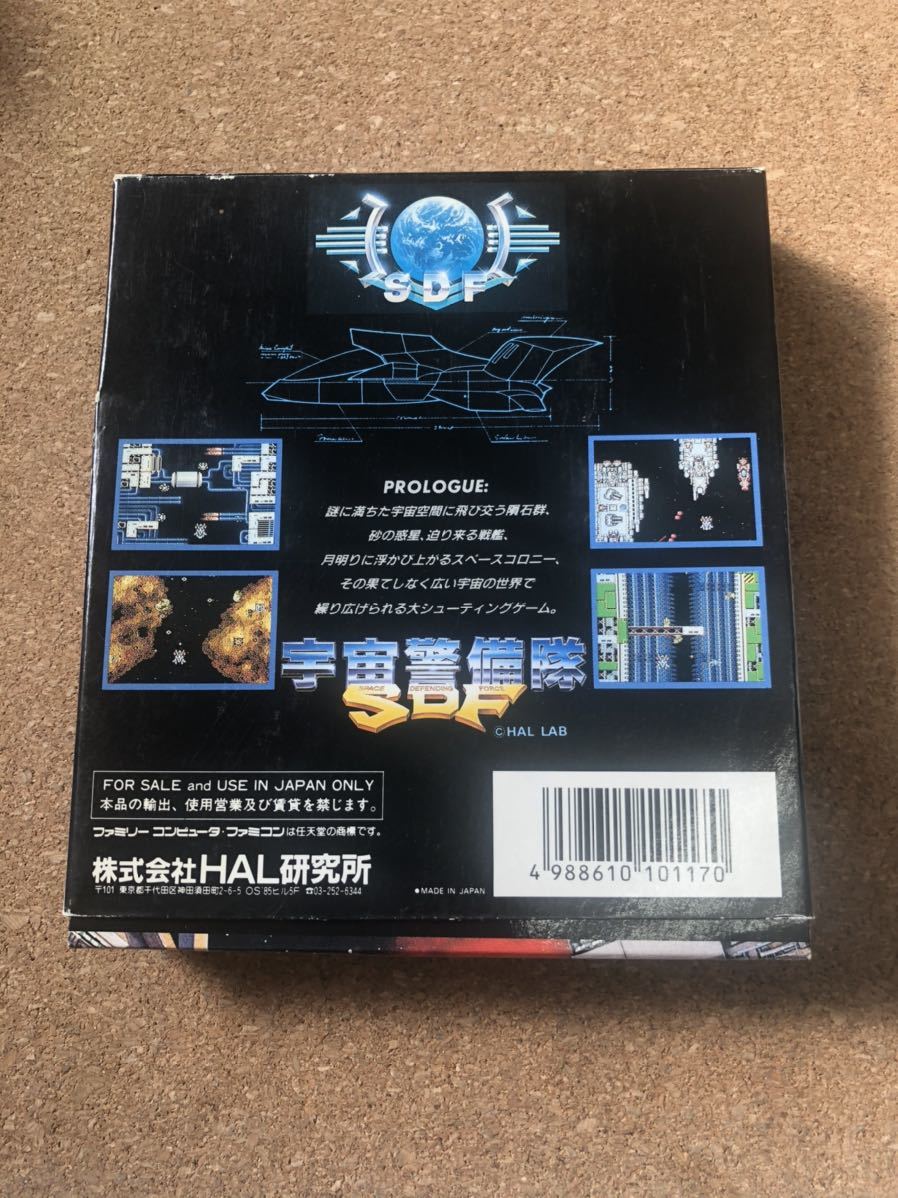 SDF
PROLOGUE:
謎に満ちた宇宙空間に飛び交う隕石群、
砂の惑星、迫り来る戦艦、
月明りに浮かび上がるスペースコロニー、
その果てしなく広い宇宙の世界で
繰り広げられる大シューティングゲーム。
宇宙警備隊
SPACE DEFENDING FORCE
SDF
©HAL LAB
FOR SALE and USE IN JAPAN ONLY
本品の輸出、使用営業及び賃貸を禁じます。
ファミリーコンピュータ・ファミコンは任天堂の商標です。
株式会社HAL研究所
〒101 東京都千代田区神田須田町2-6-5 OS'85ビル5F ☎03-252-6344
●MADE IN JAPAN
4 988610 101170